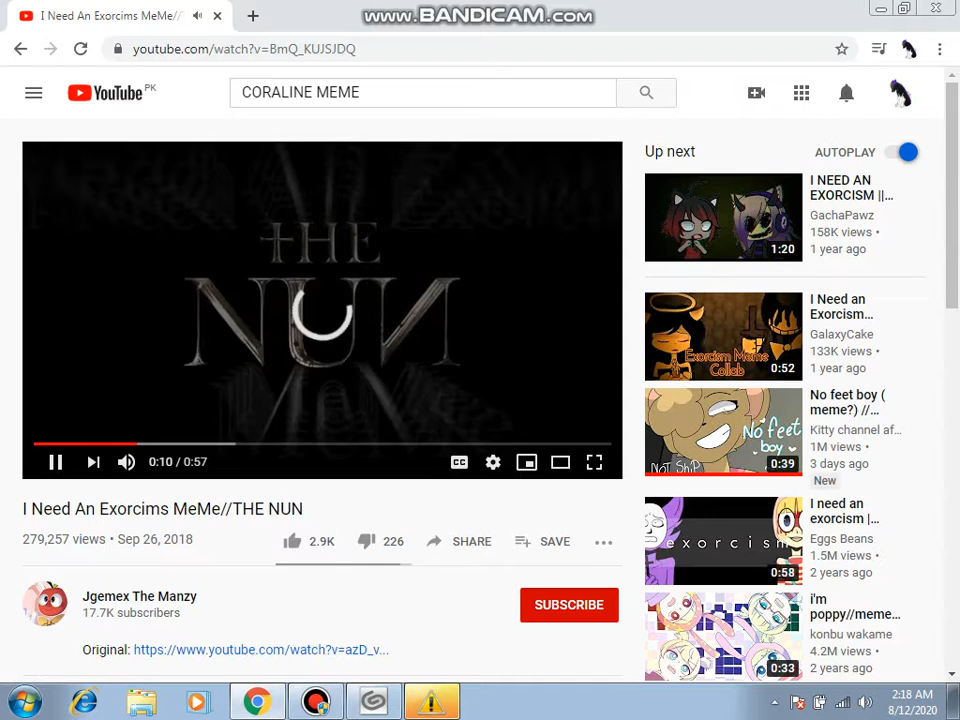 I Need An Exorcims MeMe//T
www.BANDICAM.com
youtube.com/watch?v=BmQ_KUJSJDQ
YouTube PK
CORALINE MEME
THE
NUN
0:10 / 0:57
CC
I Need An Exorcims MeMe//THE NUN
279,257 views • Sep 26, 2018
2.9K
226
SHARE
SAVE
Jgemex The Manzy
17.7K subscribers
SUBSCRIBE
Original: https://www.youtube.com/watch?v=azD_v...
Up next
AUTOPLAY
1:20
I NEED AN
EXORCISM ||...
GachaPawz
158K views •
1 year ago
Exorcism Meme
Collab
0:52
I Need an
Exorcism...
GalaxyCake
133K views •
1 year ago
No feet
boy
NOT SHIP
0:39
No feet boy (
meme?) //...
Kitty channel af...
1M views •
3 days ago
New
exorcism
0:58
I need an
exorcism |...
Eggs Beans
1.5M views •
2 years ago
0:33
i'm
poppy//meme...
konbu wakame
4.2M views •
2 years ago
2:18 AM
8/12/2020